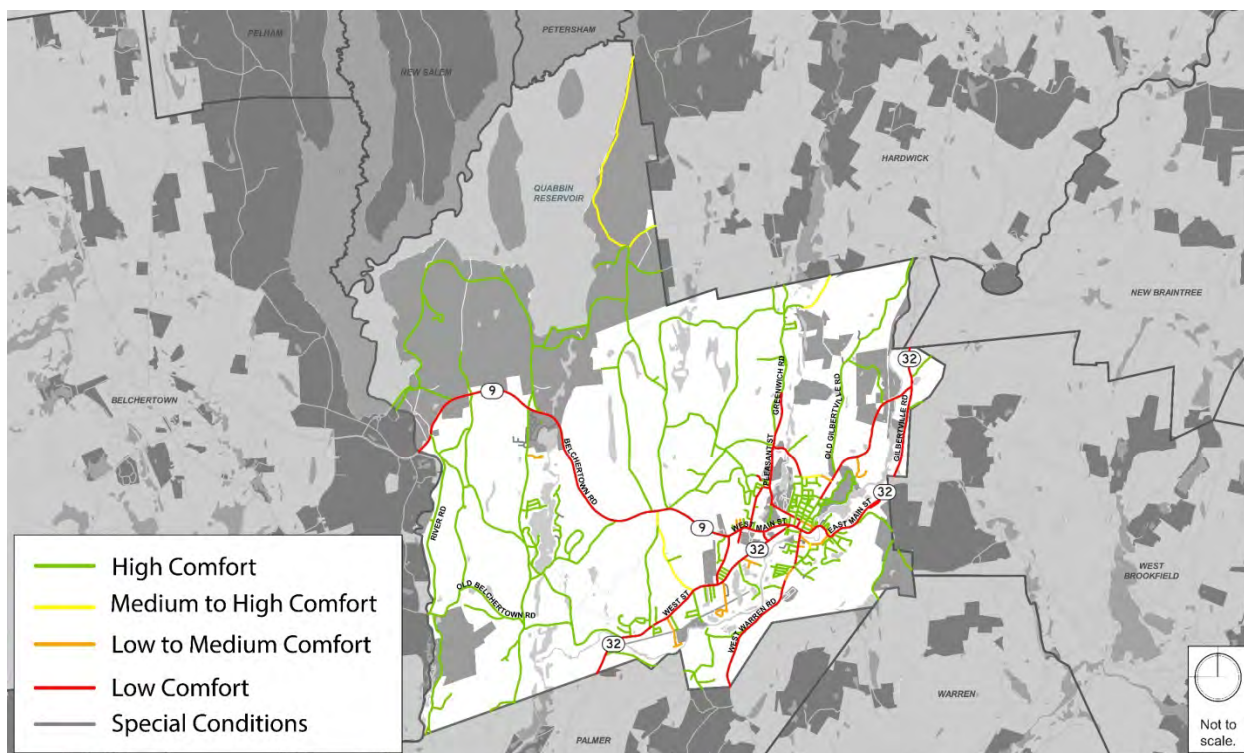 PELHAM
PETERSHAM
NEW SALEM
HARDWICK
QUABBIN
RESERVOIR
NEW BRAINTREE
BELCHERTOWN
32
9
GREENWICH RD
OLD GILBERTVILLE RD
GILBERTVILLE RD
BELCHERTOWN RD
PLEASANT ST
32
RIVER RD
9
WEST MAIN ST
EAST MAIN ST
32
WEST
BROOKFIELD
OLD BELCHERTOWN RD
WEST ST
WEST WARREN RD
32
WARREN
PALMER
High Comfort
Medium to High Comfort
Low to Medium Comfort
Low Comfort
Special Conditions
Not to
scale.